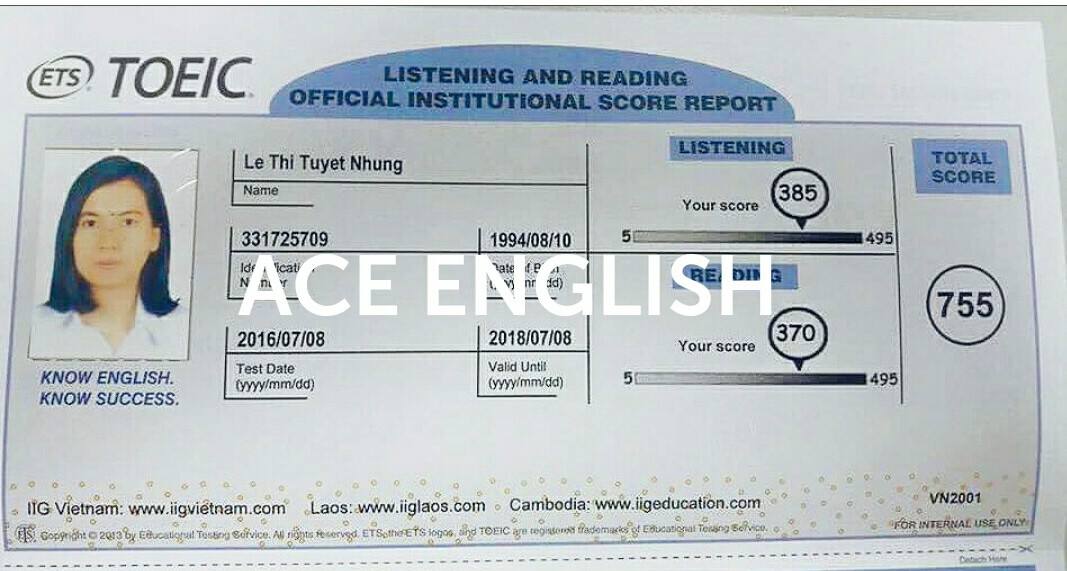 ETS TOEIC
LISTENING AND READING
OFFICIAL INSTITUTIONAL SCORE REPORT
Le Thi Tuyet Nhung
Name
331725709
Identification
Number
1994/08/10
Date of Birth
(yyyy/mm/dd)
2016/07/08
Test Date
(yyyy/mm/dd)
2018/07/08
Valid Until
(yyyy/mm/dd)
KNOW ENGLISH.
KNOW SUCCESS.
LISTENING
Your score 385
5 495
READING
Your score 370
5 495
TOTAL
SCORE
755
ACE ENGLISH
IIG Vietnam: www.iigvietnam.com Laos: www.iiglaos.com Cambodia: www.iigeducation.com
VN2001
ETS Copyright © 2013 by Educational Testing Service. All rights reserved. ETS, the ETS logos, and TOEIC are registered trademarks of Educational Testing Service.
FOR INTERNAL USE ONLY
Detach Here